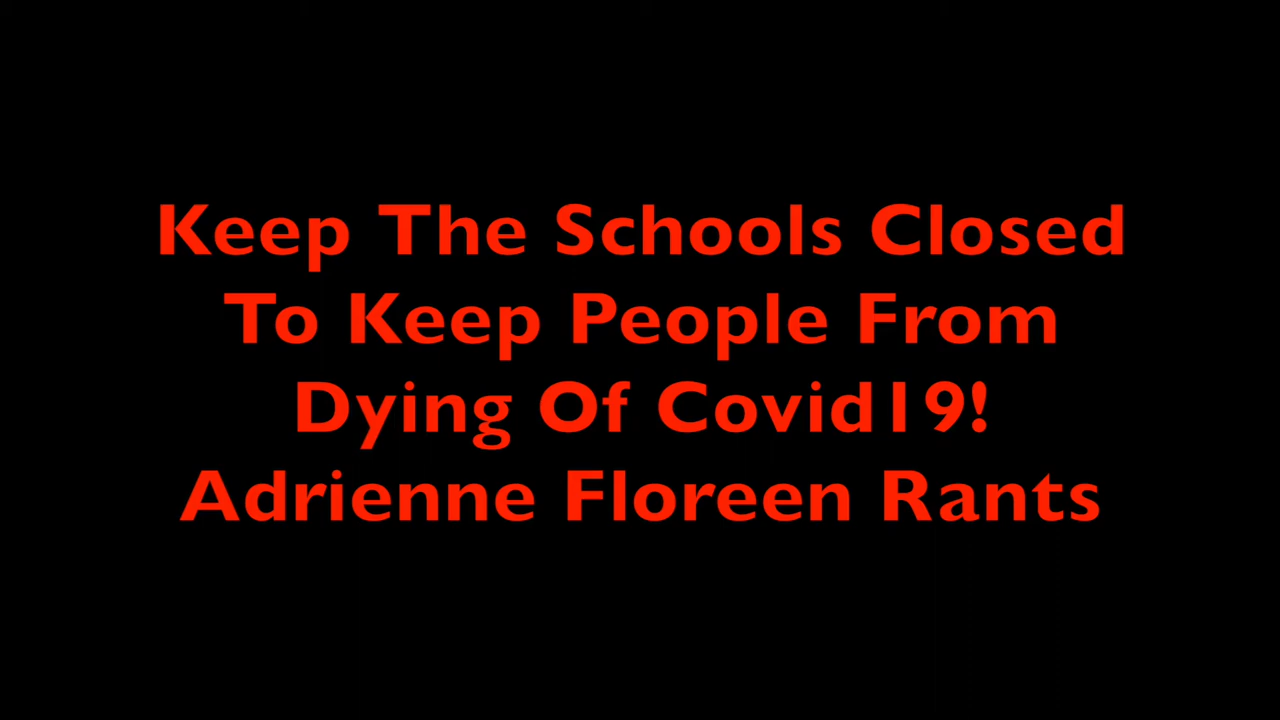 Keep The Schools Closed
To Keep People From
Dying Of Covid19!
Adrienne Floreen Rants